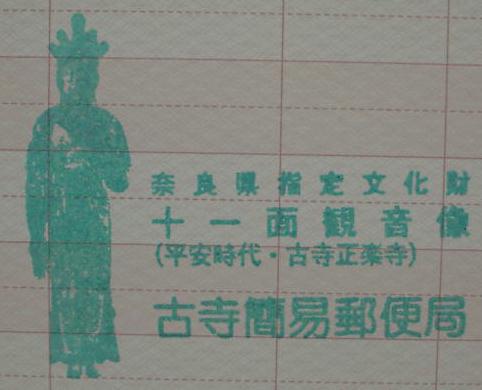 奈良県指定文化財
十一面観音像
(平安時代・古寺正楽寺)
古寺簡易郵便局